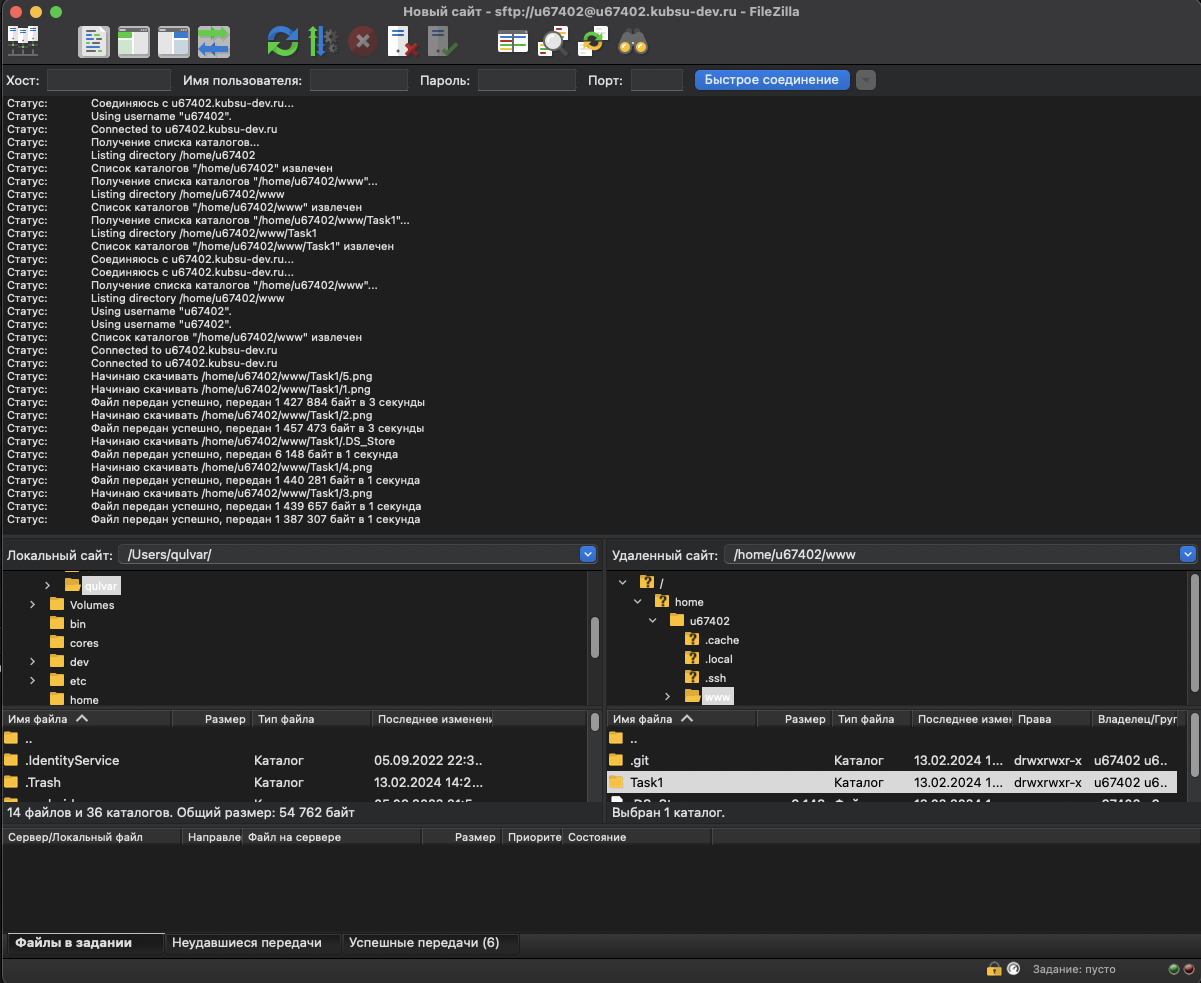 Новый сайт - sftp://u67402@u67402.kubsu-dev.ru - FileZilla
Хост: Имя пользователя: Пароль: Порт: Быстрое соединение
Статус: Соединяюсь с u67402.kubsu-dev.ru...
Статус: Using username "u67402".
Статус: Connected to u67402.kubsu-dev.ru
Статус: Получение списка каталогов...
Статус: Listing directory /home/u67402
Статус: Список каталогов "/home/u67402" извлечен
Статус: Получение списка каталогов "/home/u67402/www"...
Статус: Listing directory /home/u67402/www
Статус: Список каталогов "/home/u67402/www" извлечен
Статус: Получение списка каталогов "/home/u67402/www/Task1"...
Статус: Listing directory /home/u67402/www/Task1
Статус: Список каталогов "/home/u67402/www/Task1" извлечен
Статус: Соединяюсь с u67402.kubsu-dev.ru...
Статус: Соединяюсь с u67402.kubsu-dev.ru...
Статус: Получение списка каталогов "/home/u67402/www"...
Статус: Listing directory /home/u67402/www
Статус: Using username "u67402".
Статус: Using username "u67402".
Статус: Список каталогов "/home/u67402/www" извлечен
Статус: Connected to u67402.kubsu-dev.ru
Статус: Connected to u67402.kubsu-dev.ru
Статус: Начинаю скачивать /home/u67402/www/Task1/5.png
Статус: Начинаю скачивать /home/u67402/www/Task1/1.png
Статус: Файл передан успешно, передан 1 427 884 байт в 3 секунды
Статус: Начинаю скачивать /home/u67402/www/Task1/2.png
Статус: Файл передан успешно, передан 1 457 473 байт в 3 секунды
Статус: Начинаю скачивать /home/u67402/www/Task1/.DS_Store
Статус: Файл передан успешно, передан 6 148 байт в 1 секунда
Статус: Начинаю скачивать /home/u67402/www/Task1/4.png
Статус: Файл передан успешно, передан 1 440 281 байт в 1 секунда
Статус: Начинаю скачивать /home/u67402/www/Task1/3.png
Статус: Файл передан успешно, передан 1 439 657 байт в 1 секунда
Статус: Файл передан успешно, передан 1 387 307 байт в 1 секунда
Локальный сайт: /Users/qulvar/
qulvar
Volumes
bin
cores
dev
etc
home
Имя файла Размер Тип файла Последнее изменени
..
.IdentityService Каталог 05.09.2022 22:3..
.Trash Каталог 13.02.2024 14:2...
14 файлов и 36 каталогов. Общий размер: 54 762 байт
Удаленный сайт: /home/u67402/www
/
home
u67402
.cache
.local
.ssh
www
Имя файла Размер Тип файла Последнее измен Права Владелец/Груп
..
.git Каталог 13.02.2024 1... drwxrwxr-x u67402 u6..
Task1 Каталог 13.02.2024 1... drwxrwxr-x u67402 u6..
Выбран 1 каталог.
Сервер/Локальный файл Направле Файл на сервере Размер Приорите Состояние
Файлы в задании Неудавшиеся передачи Успешные передачи (6)
Задание: пусто